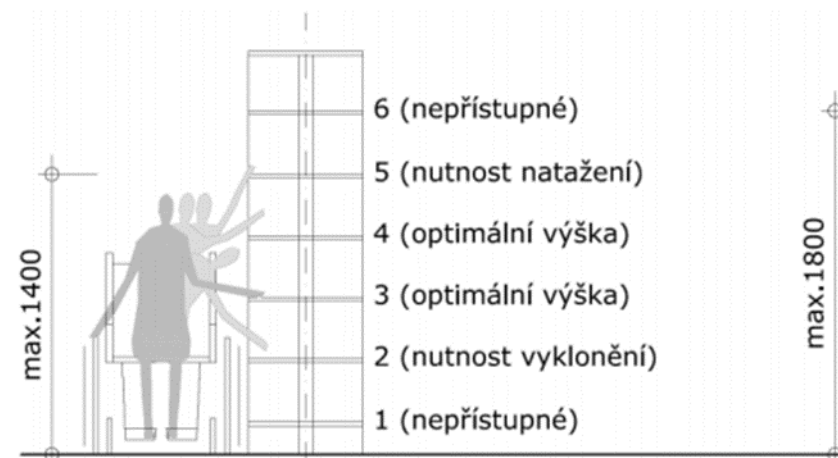 6 (nepřístupné)
5 (nutnost natažení)
4 (optimální výška)
3 (optimální výška)
2 (nutnost vyklonění)
1 (nepřístupné)
max.1400
max.1800